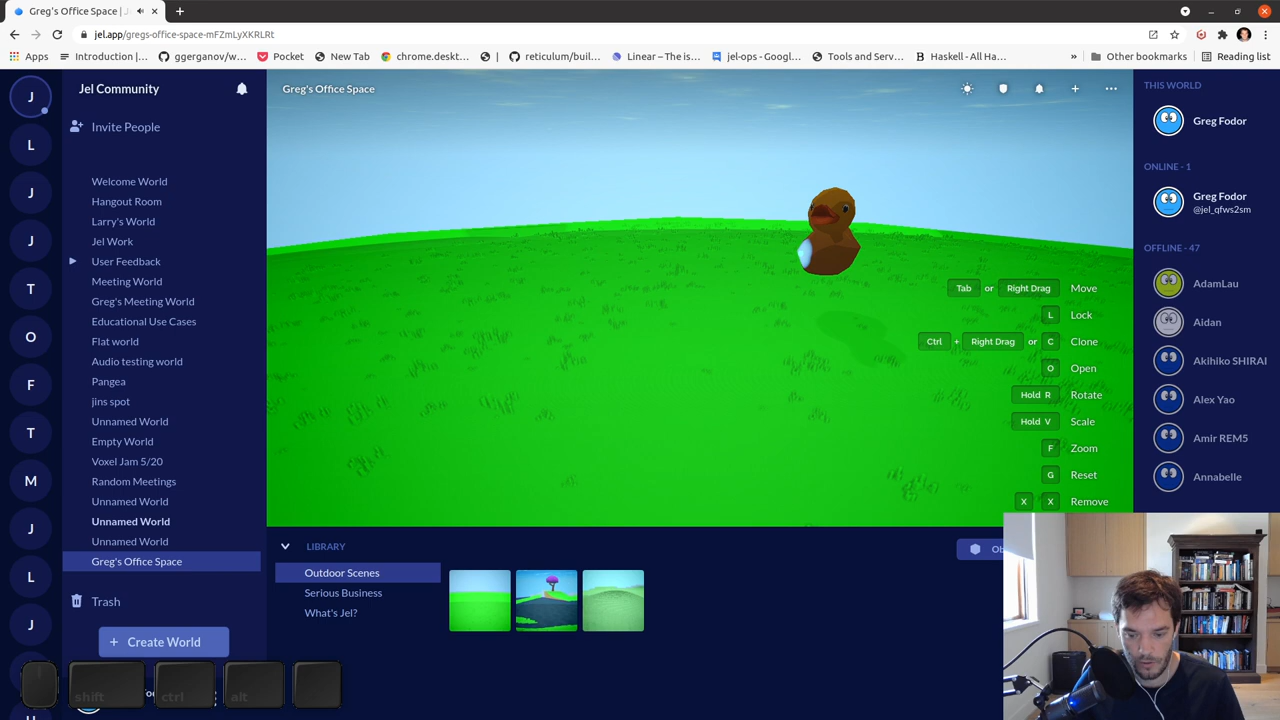 Greg's Office Space | J
jel.app/gregs-office-space-mFZmLyXKRLRt
Apps
Introduction |…
ggerganov/w…
Pocket
New Tab
chrome.deskt…
|
reticulum/buil…
Linear – The is…
jel-ops - Googl…
Tools and Serv…
Haskell - All Ha…
»
Other bookmarks
Reading list
J
L
J
J
T
O
F
T
M
J
L
J
Jel Community
Invite People
Welcome World
Hangout Room
Larry's World
Jel Work
User Feedback
Meeting World
Greg's Meeting World
Educational Use Cases
Flat world
Audio testing world
Pangea
jins spot
Unnamed World
Empty World
Voxel Jam 5/20
Random Meetings
Unnamed World
Unnamed World
Unnamed World
Greg's Office Space
Trash
+ Create World
shift
ctrl
alt
Greg's Office Space
Tab or Right Drag Move
L Lock
Ctrl + Right Drag or C Clone
O Open
Hold R Rotate
Hold V Scale
F Zoom
G Reset
X X Remove
LIBRARY
Outdoor Scenes
Serious Business
What's Jel?
THIS WORLD
Greg Fodor
ONLINE - 1
Greg Fodor
@jel_qfws2sm
OFFLINE - 47
AdamLau
Aidan
Akihiko SHIRAI
Alex Yao
Amir REM5
Annabelle